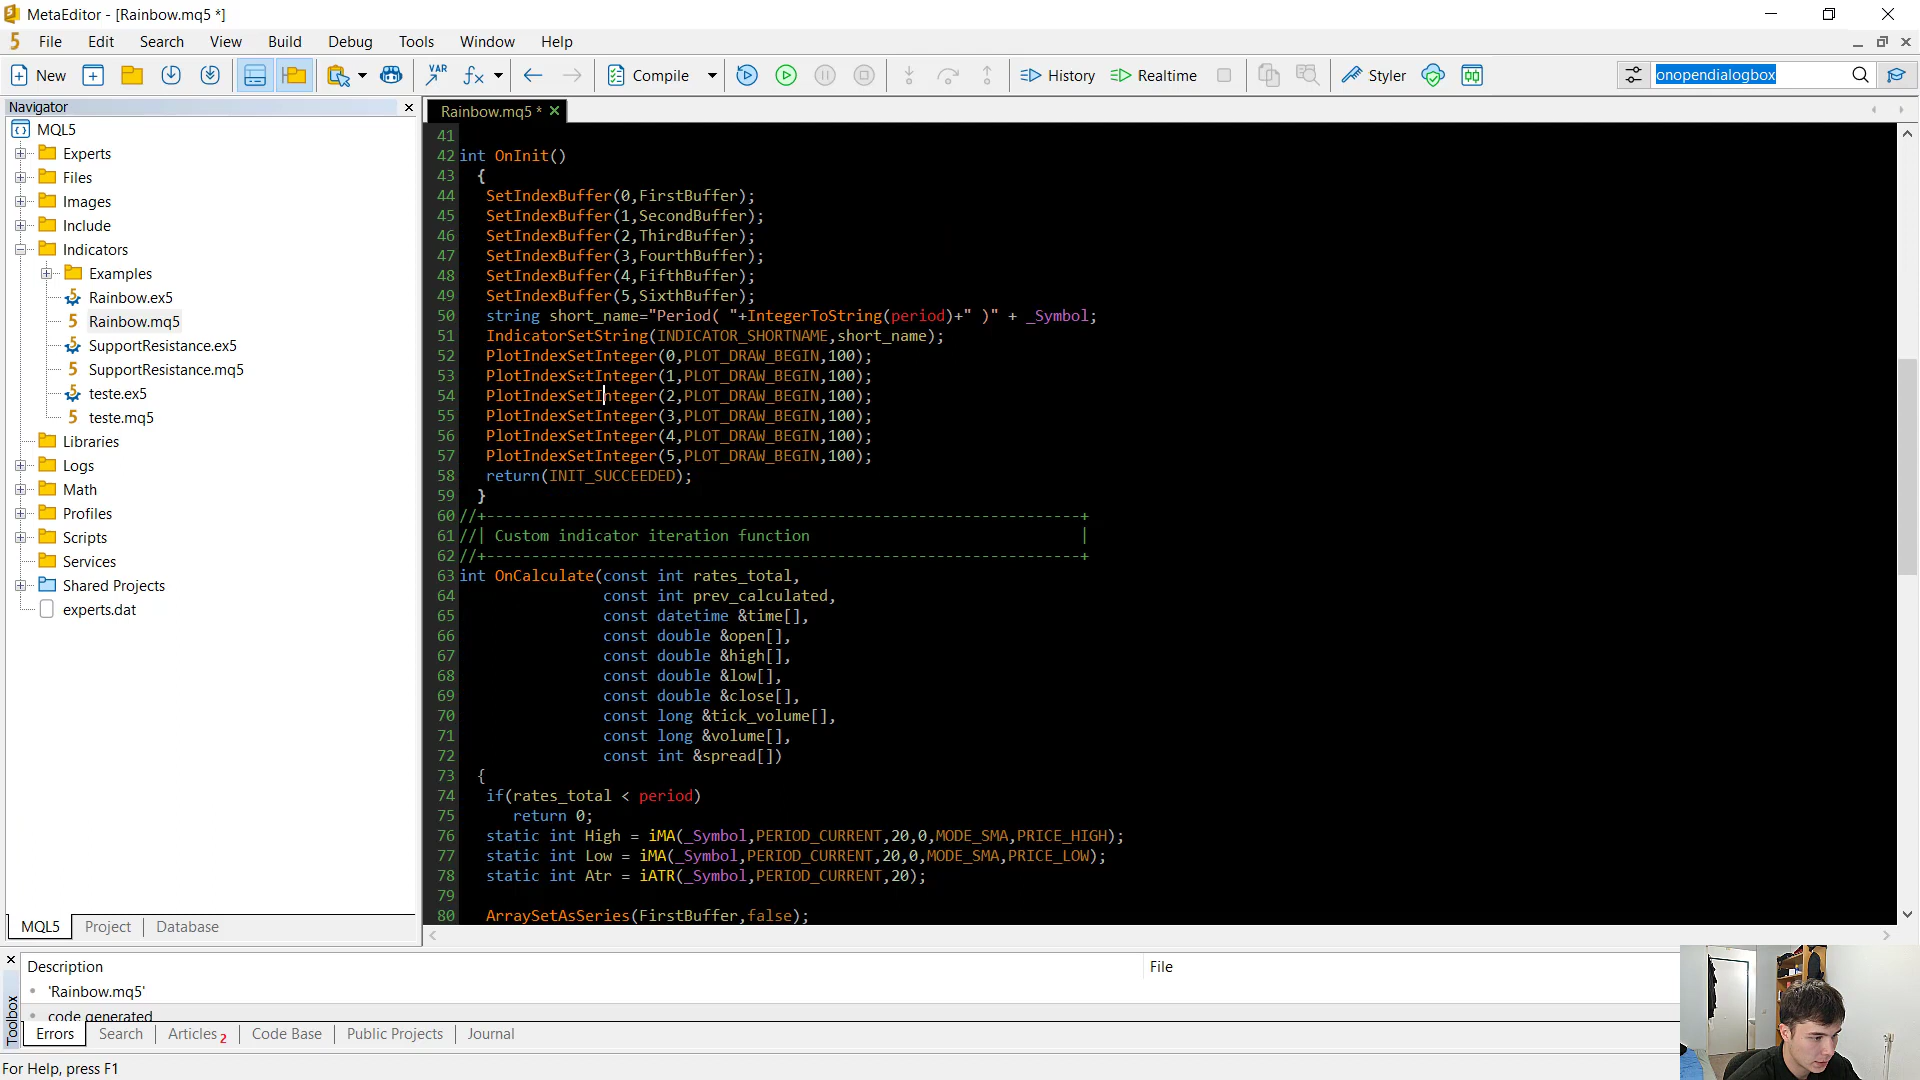 MetaEditor - [Rainbow.mq5 *]
File Edit Search View Build Debug Tools Window Help
New VAR fx Compile History Realtime Styler onopendialogbox
Navigator
Rainbow.mq5 *
MQL5
Experts
Files
Images
Include
Indicators
Examples
Rainbow.ex5
Rainbow.mq5
SupportResistance.ex5
SupportResistance.mq5
teste.ex5
teste.mq5
Libraries
Logs
Math
Profiles
Scripts
Services
Shared Projects
experts.dat
MQL5 Project Database
41
42 int OnInit()
43 {
44 SetIndexBuffer(0,FirstBuffer);
45 SetIndexBuffer(1,SecondBuffer);
46 SetIndexBuffer(2,ThirdBuffer);
47 SetIndexBuffer(3,FourthBuffer);
48 SetIndexBuffer(4,FifthBuffer);
49 SetIndexBuffer(5,SixthBuffer);
50 string short_name="Period( "+IntegerToString(period)+" )" + _Symbol;
51 IndicatorSetString(INDICATOR_SHORTNAME,short_name);
52 PlotIndexSetInteger(0,PLOT_DRAW_BEGIN,100);
53 PlotIndexSetInteger(1,PLOT_DRAW_BEGIN,100);
54 PlotIndexSetInteger(2,PLOT_DRAW_BEGIN,100);
55 PlotIndexSetInteger(3,PLOT_DRAW_BEGIN,100);
56 PlotIndexSetInteger(4,PLOT_DRAW_BEGIN,100);
57 PlotIndexSetInteger(5,PLOT_DRAW_BEGIN,100);
58 return(INIT_SUCCEEDED);
59 }
60 //+------------------------------------------------------------------+
61 //| Custom indicator iteration function |
62 //+------------------------------------------------------------------+
63 int OnCalculate(const int rates_total,
64 const int prev_calculated,
65 const datetime &time[],
66 const double &open[],
67 const double &high[],
68 const double &low[],
69 const double &close[],
70 const long &tick_volume[],
71 const long &volume[],
72 const int &spread[])
73 {
74 if(rates_total < period)
75 return 0;
76 static int High = iMA(_Symbol,PERIOD_CURRENT,20,0,MODE_SMA,PRICE_HIGH);
77 static int Low = iMA(_Symbol,PERIOD_CURRENT,20,0,MODE_SMA,PRICE_LOW);
78 static int Atr = iATR(_Symbol,PERIOD_CURRENT,20);
79
80 ArraySetAsSeries(FirstBuffer,false);
Toolbox
Description File
'Rainbow.mq5'
code generated
Errors Search Articles 2 Code Base Public Projects Journal
For Help, press F1